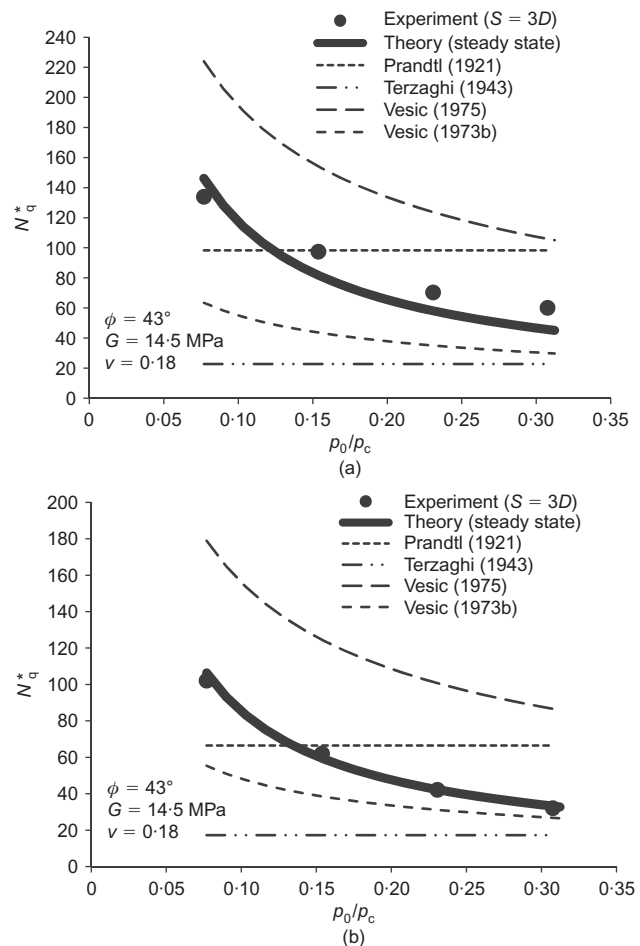 Experiment (S = 3D)
Theory (steady state)
Prandtl (1921)
Terzaghi (1943)
Vesic (1975)
Vesic (1973b)
240
220
200
180
160
140
120
100
80
60
40
20
0
N*q
ϕ = 43°
G = 14·5 MPa
ν = 0·18
0 0·05 0·10 0·15 0·20 0·25 0·30 0·35
p0/pc
(a)
Experiment (S = 3D)
Theory (steady state)
Prandtl (1921)
Terzaghi (1943)
Vesic (1975)
Vesic (1973b)
200
180
160
140
120
100
80
60
40
20
0
N*q
ϕ = 43°
G = 14·5 MPa
ν = 0·18
0 0·05 0·10 0·15 0·20 0·25 0·30 0·35
p0/pc
(b)